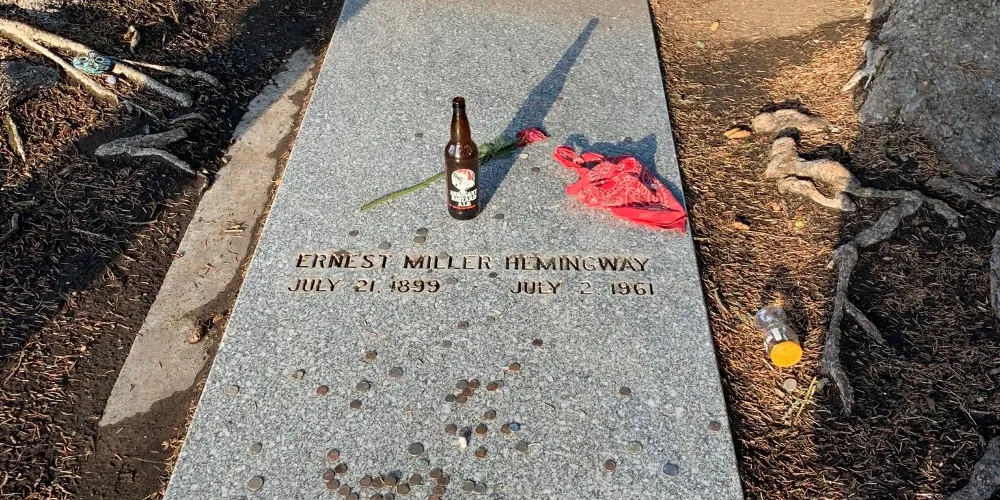 ERNEST MILLER HEMINGWAY
JULY 21, 1899 - JULY 2 1961